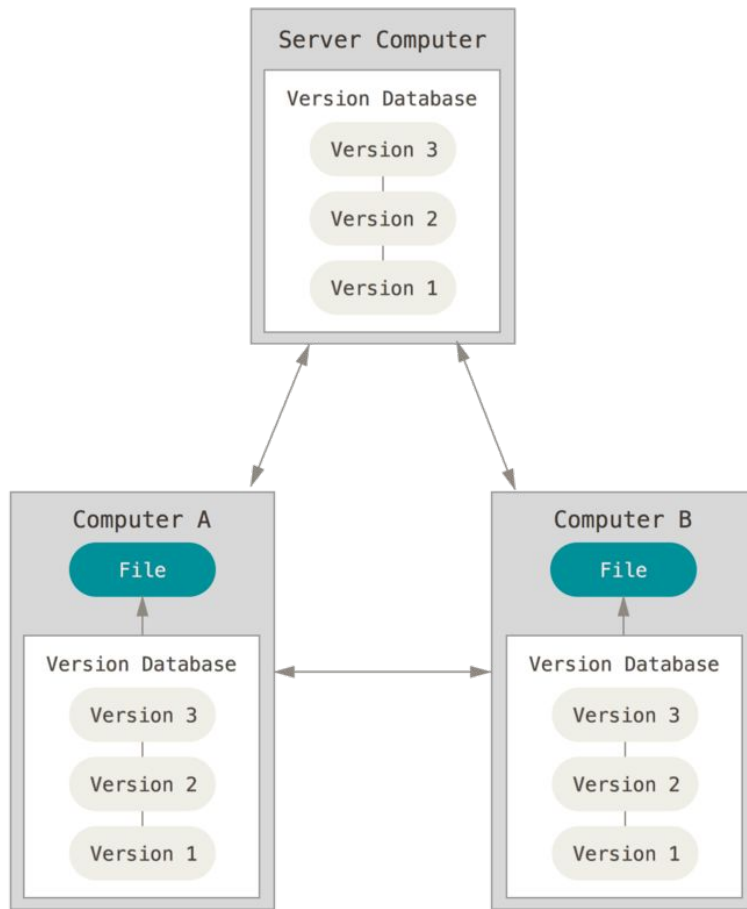 Server Computer
Version Database
Version 3
Version 2
Version 1
Computer A
File
Version Database
Version 3
Version 2
Version 1
Computer B
File
Version Database
Version 3
Version 2
Version 1